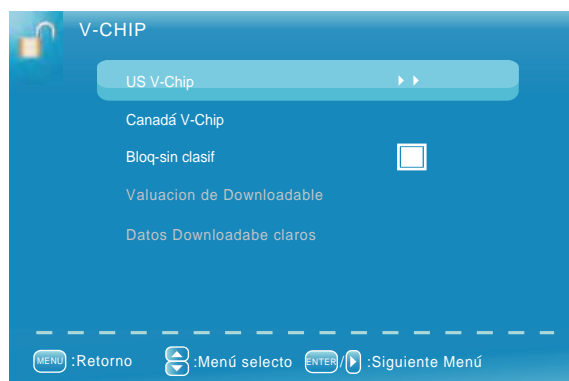 V-CHIP
US V-Chip
Canadá V-Chip
Bloq-sin clasif
Valuacion de Downloadable
Datos Downloadabe claros
MENU :Retorno :Menú selecto ENTER / :Siguiente Menú